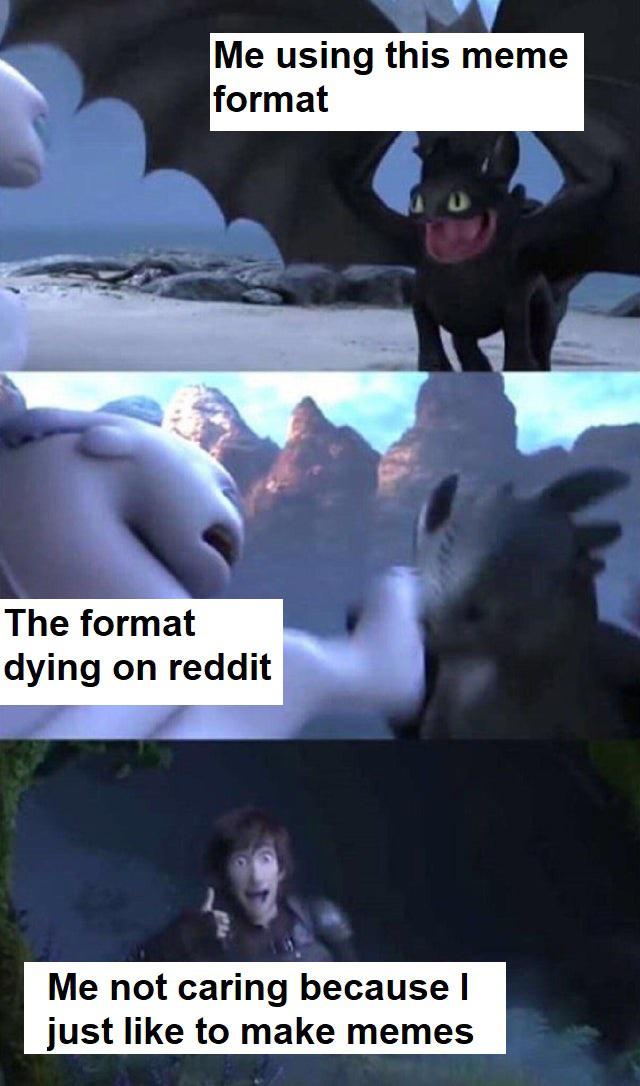 Me using this meme
format
The format
dying on reddit
Me not caring because I
just like to make memes